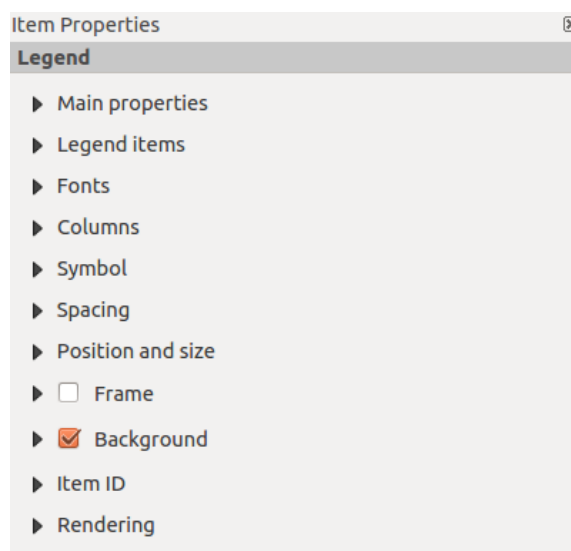 Item Properties
Legend
Main properties
Legend items
Fonts
Columns
Symbol
Spacing
Position and size
Frame
Background
Item ID
Rendering